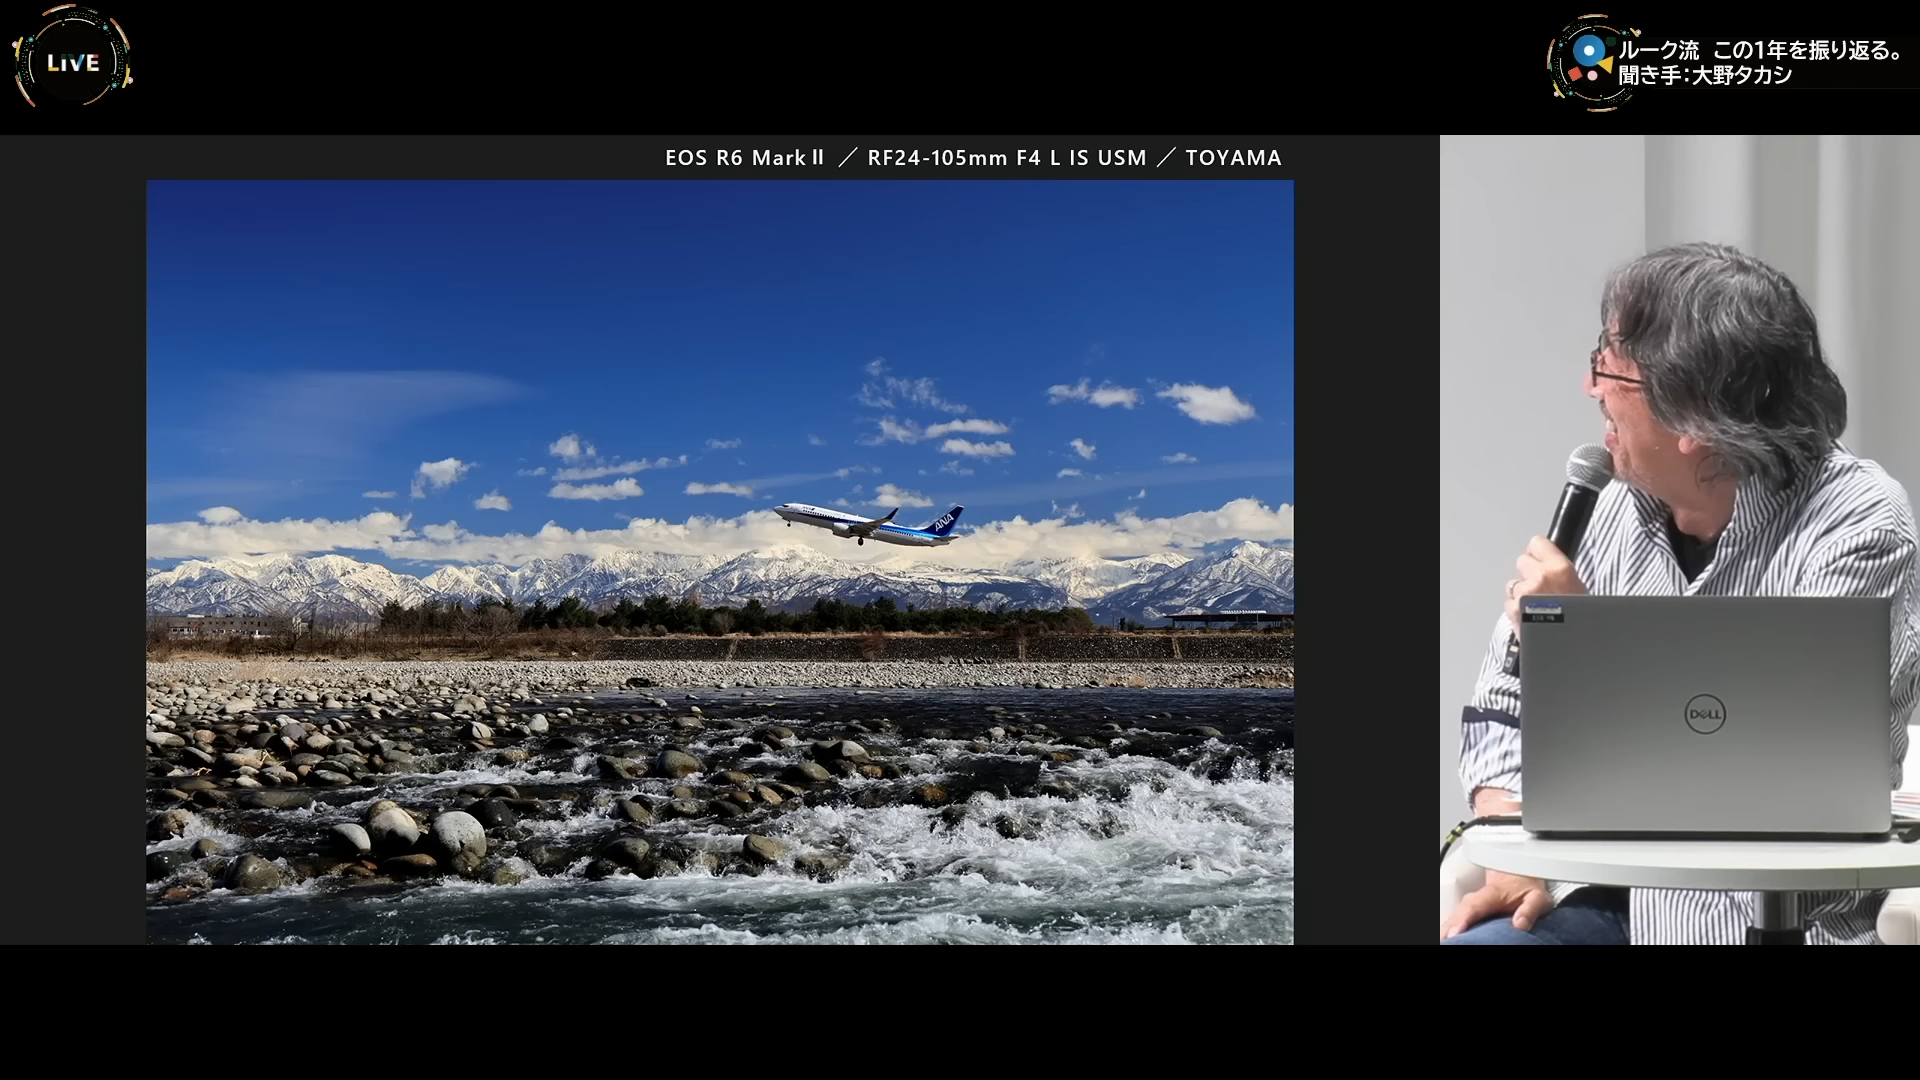 LIVE
ルーク流 この1年を振り返る。
聞き手:大野タカシ
EOS R6 Mark Ⅱ ／ RF24-105mm F4 L IS USM ／ TOYAMA
ANA
DELL